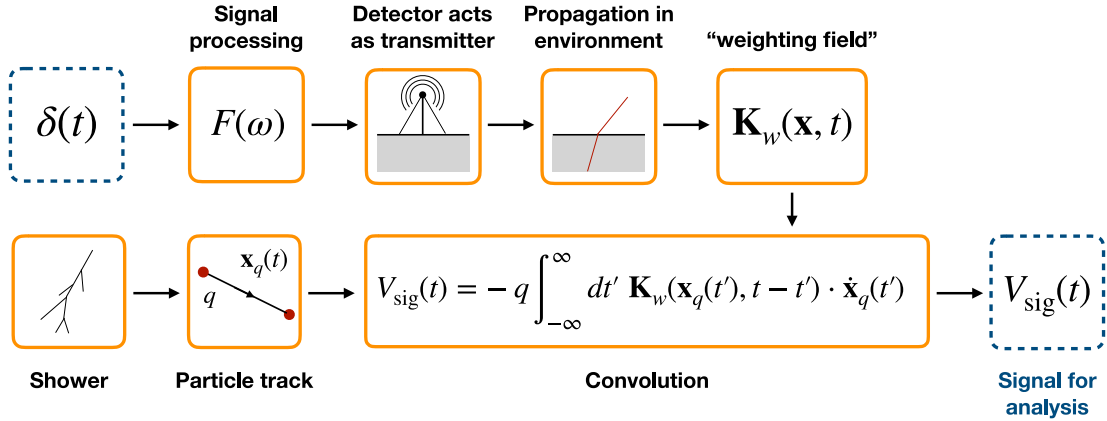 Signal processing
Detector acts as transmitter
Propagation in environment
“weighting field”
δ(t)
F(ω)
𝐊_w(𝐱, t)
𝐱_q(t)
q
V_sig(t) = − q ∫_{−∞}^{∞} dt′ 𝐊_w(𝐱_q(t′), t − t′) · 𝐱̇_q(t′)
V_sig(t)
Shower
Particle track
Convolution
Signal for analysis